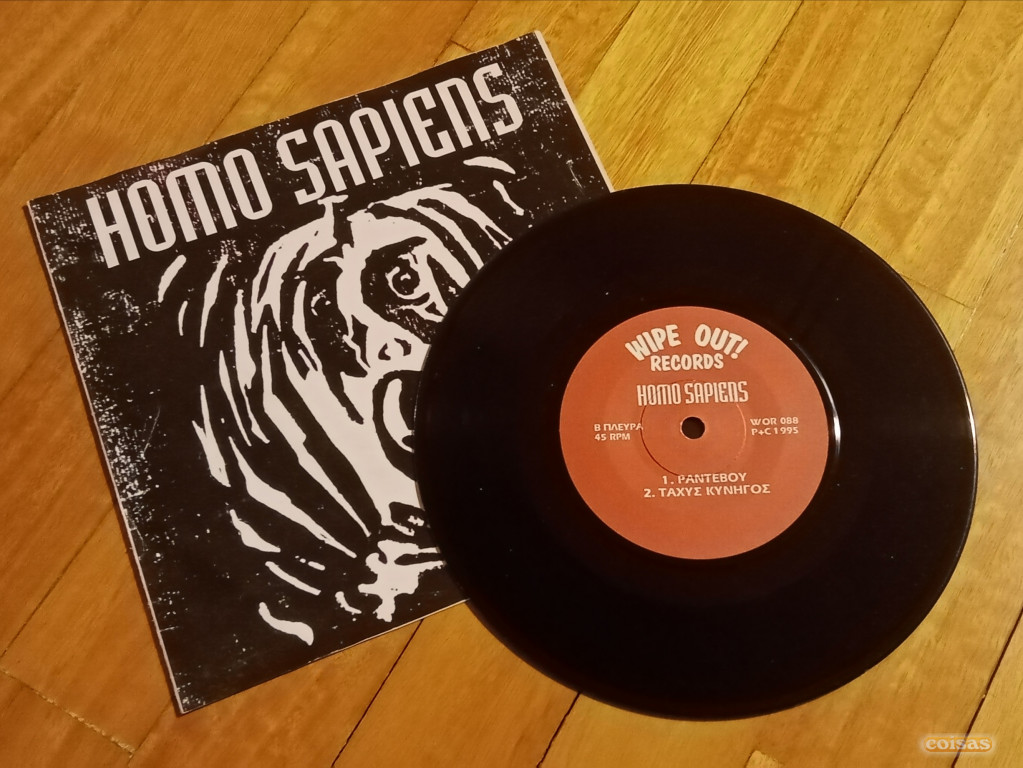 HOMO SAPIENS
WIPE OUT!
RECORDS
HOMO SAPIENS
Β ΠΛΕΥΡΑ
45 RPM
WOR 088
P+C 1995
1. ΡΑΝΤΕΒΟΥ
2. ΤΑΧΥΣ ΚΥΝΗΓΟΣ
coisas